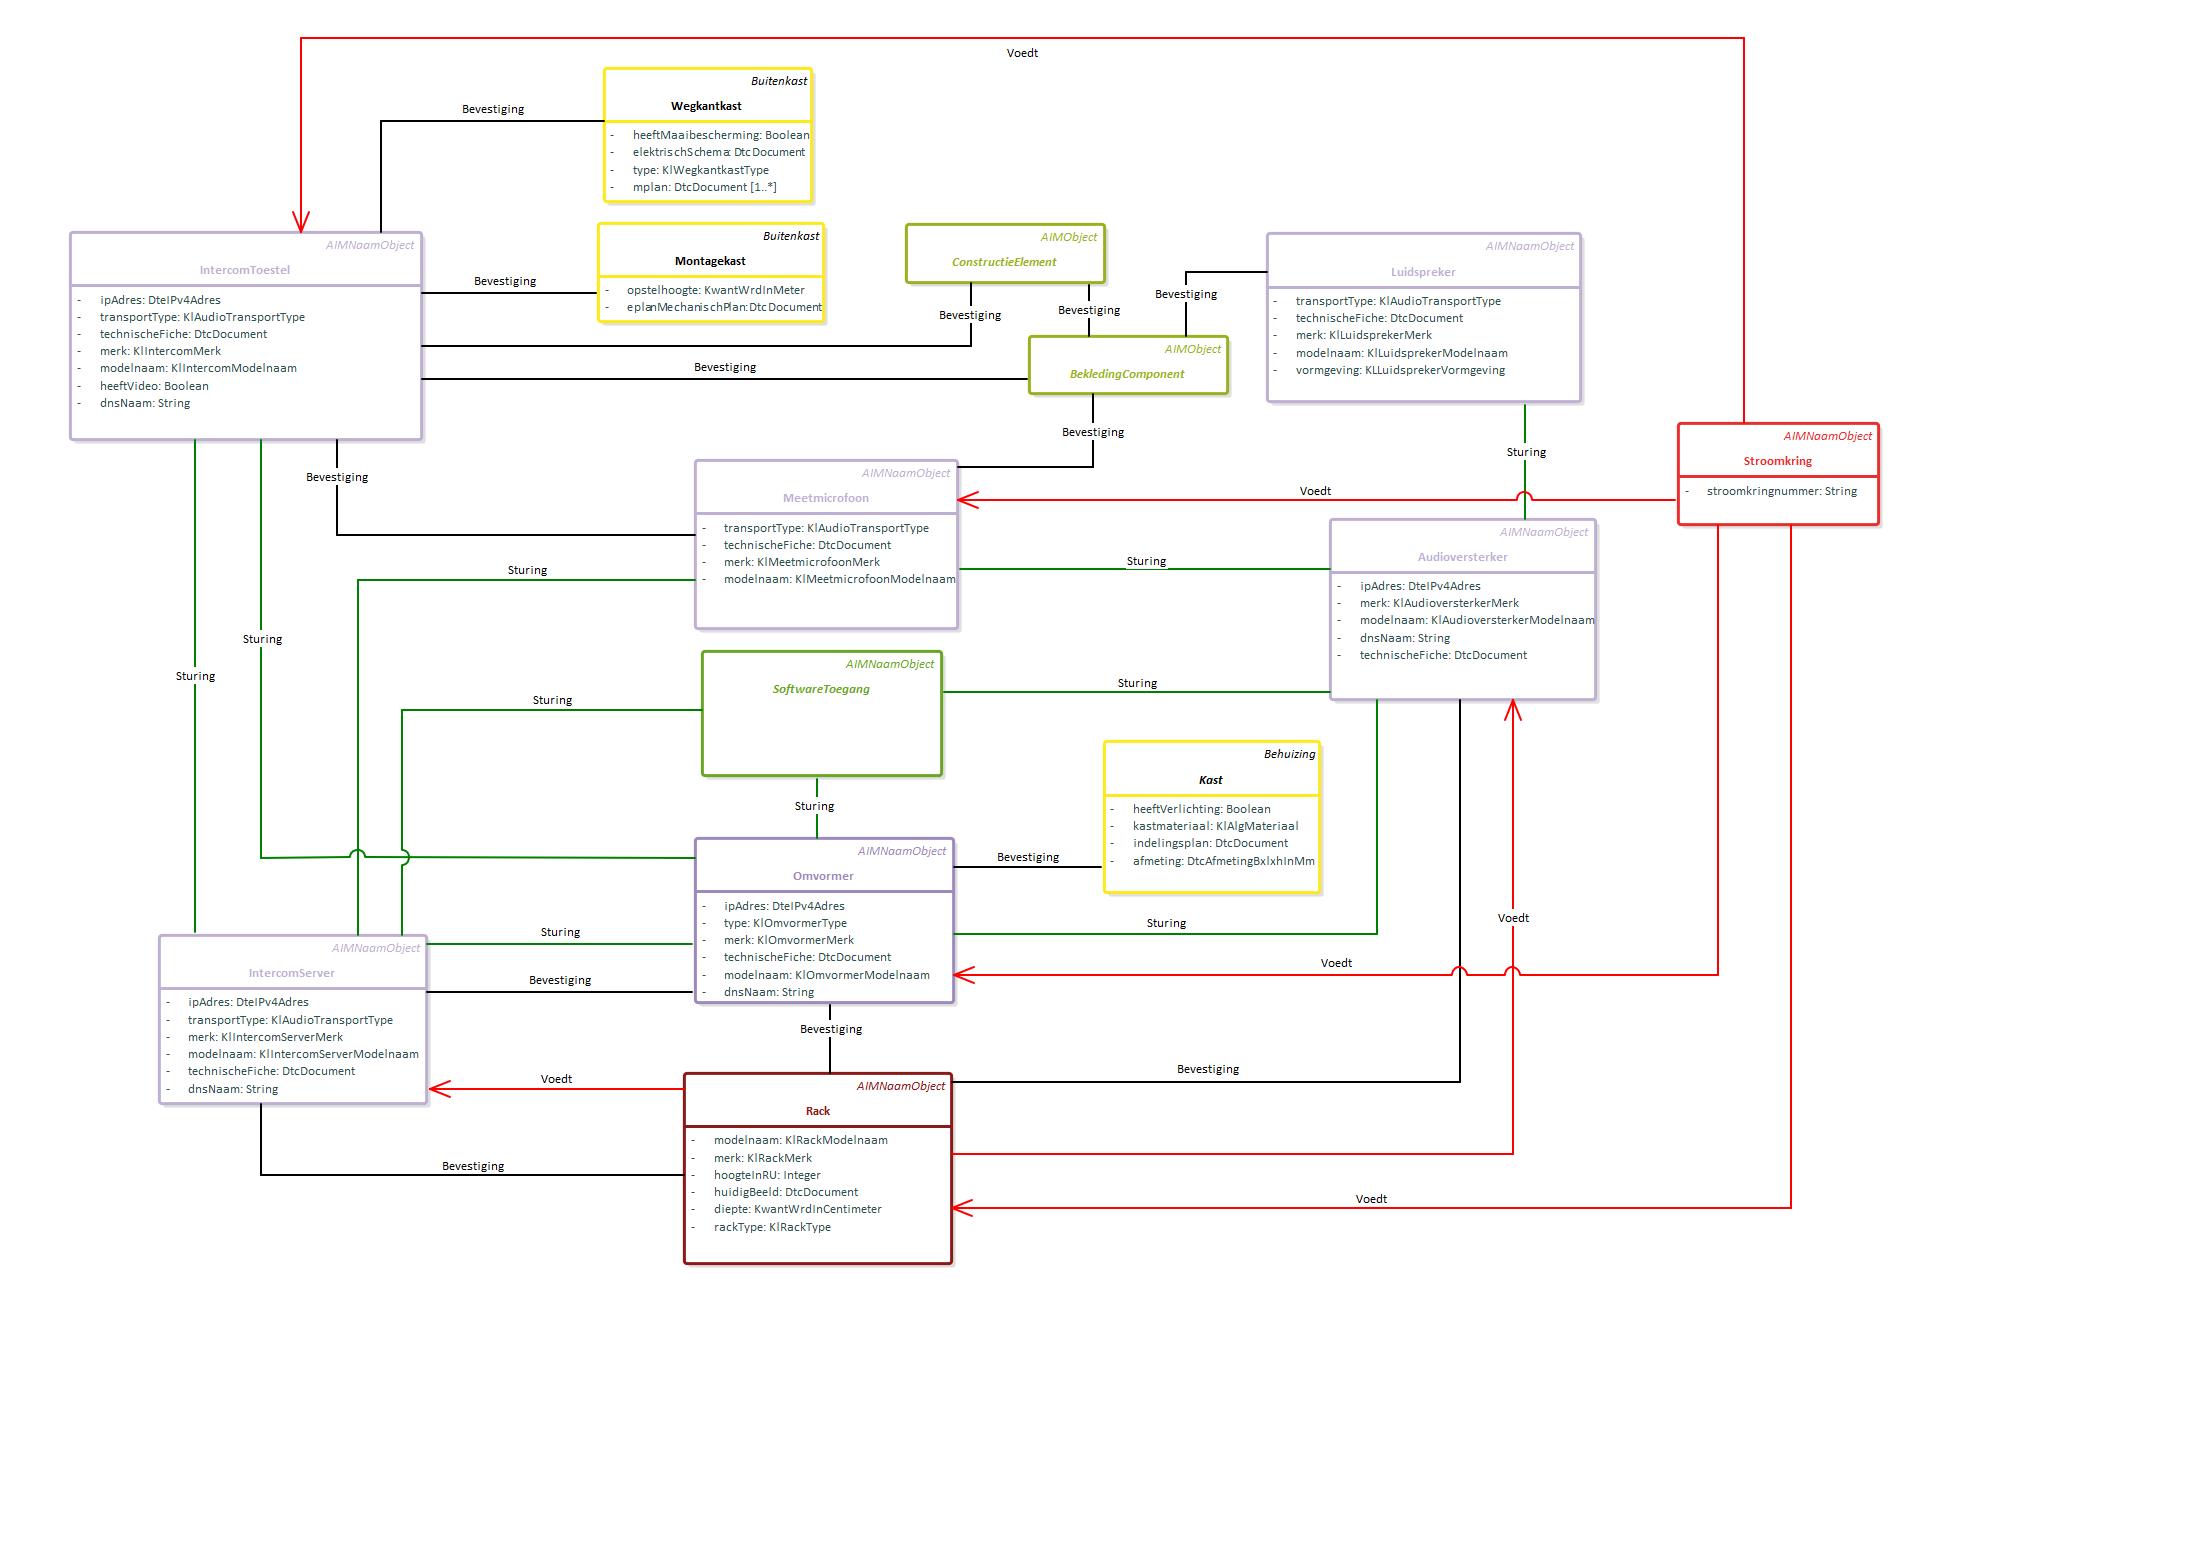 Voedt
Buitenkast
Wegkantkast
- heeftMaaibescherming: Boolean
- elektrischSchema: DtcDocument
- type: KlWegkantkastType
- mplan: DtcDocument [1..*]
Bevestiging
AIMNaamObject
IntercomToestel
- ipAdres: DteIPv4Adres
- transportType: KlAudioTransportType
- technischeFiche: DtcDocument
- merk: KlIntercomMerk
- modelnaam: KlIntercomModelnaam
- heeftVideo: Boolean
- dnsNaam: String
Bevestiging
Buitenkast
Montagekast
- opstelhoogte: KwantWrdInMeter
- eplanMechanischPlan:DtcDocument
AIMObject
ConstructieElement
Bevestiging
Bevestiging
Bevestiging
AIMNaamObject
Luidspreker
- transportType: KlAudioTransportType
- technischeFiche: DtcDocument
- merk: KlLuidsprekerMerk
- modelnaam: KlLuidsprekerModelnaam
- vormgeving: KLLuidsprekerVormgeving
Bevestiging
AIMObject
BekledingComponent
Bevestiging
Sturing
AIMNaamObject
Stroomkring
- stroomkringnummer: String
Bevestiging
AIMNaamObject
Meetmicrofoon
- transportType: KlAudioTransportType
- technischeFiche: DtcDocument
- merk: KlMeetmicrofoonMerk
- modelnaam: KlMeetmicrofoonModelnaam
Voedt
Sturing
Sturing
AIMNaamObject
Audioversterker
- ipAdres: DteIPv4Adres
- merk: KlAudioversterkerMerk
- modelnaam: KlAudioversterkerModelnaam
- dnsNaam: String
- technischeFiche: DtcDocument
Sturing
Sturing
Sturing
AIMNaamObject
SoftwareToegang
Sturing
Sturing
Behuizing
Kast
- heeftVerlichting: Boolean
- kastmateriaal: KlAlgMateriaal
- indelingsplan: DtcDocument
- afmeting: DtcAfmetingBxlxhInMm
AIMNaamObject
Omvormer
- ipAdres: DteIPv4Adres
- type: KlOmvormerType
- merk: KlOmvormerMerk
- technischeFiche: DtcDocument
- modelnaam: KlOmvormerModelnaam
- dnsNaam: String
Bevestiging
Sturing
Voedt
Voedt
Sturing
Bevestiging
AIMNaamObject
IntercomServer
- ipAdres: DteIPv4Adres
- transportType: KlAudioTransportType
- merk: KlIntercomServerMerk
- modelnaam: KlIntercomServerModelnaam
- technischeFiche: DtcDocument
- dnsNaam: String
Bevestiging
Voedt
Bevestiging
Bevestiging
AIMNaamObject
Rack
- modelnaam: KlRackModelnaam
- merk: KlRackMerk
- hoogteInRU: Integer
- huidigBeeld: DtcDocument
- diepte: KwantWrdInCentimeter
- rackType: KlRackType
Voedt